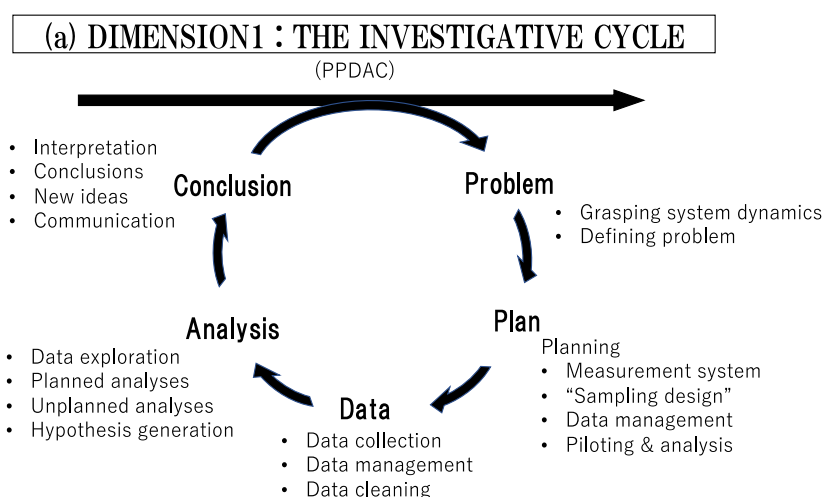 (a) DIMENSION1：THE INVESTIGATIVE CYCLE
(PPDAC)
• Interpretation
• Conclusions
• New ideas
• Communication
Conclusion
Problem
• Grasping system dynamics
• Defining problem
Analysis
• Data exploration
• Planned analyses
• Unplanned analyses
• Hypothesis generation
Plan
Planning
• Measurement system
• “Sampling design”
• Data management
• Piloting & analysis
Data
• Data collection
• Data management
• Data cleaning